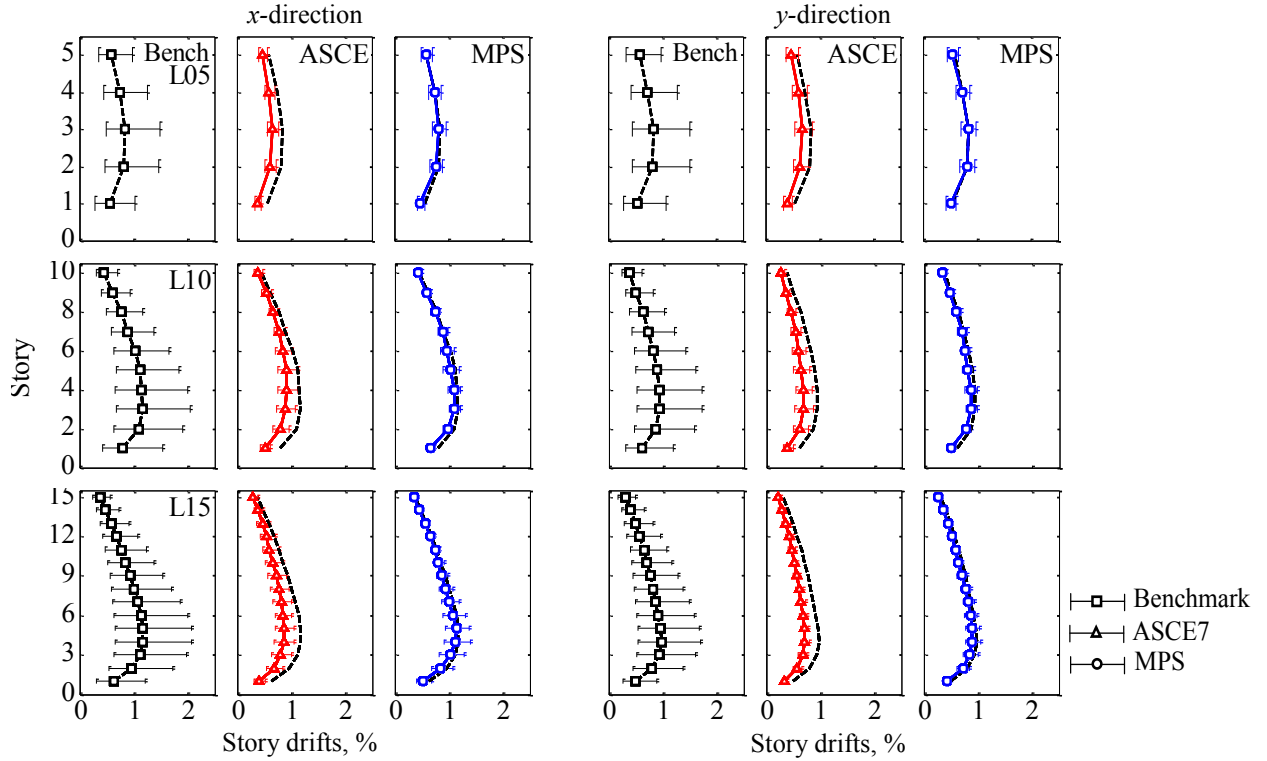 x-direction
y-direction
5 Bench ASCE MPS Bench ASCE MPS
L05
4
3
2
1
0
10 L10
8
6
4
2
0
Story
15 L15
12
9
6
3
0
0 1 2 0 1 2 0 1 2 0 1 2 0 1 2 0 1 2
Story drifts, % Story drifts, %
Benchmark
ASCE7
MPS